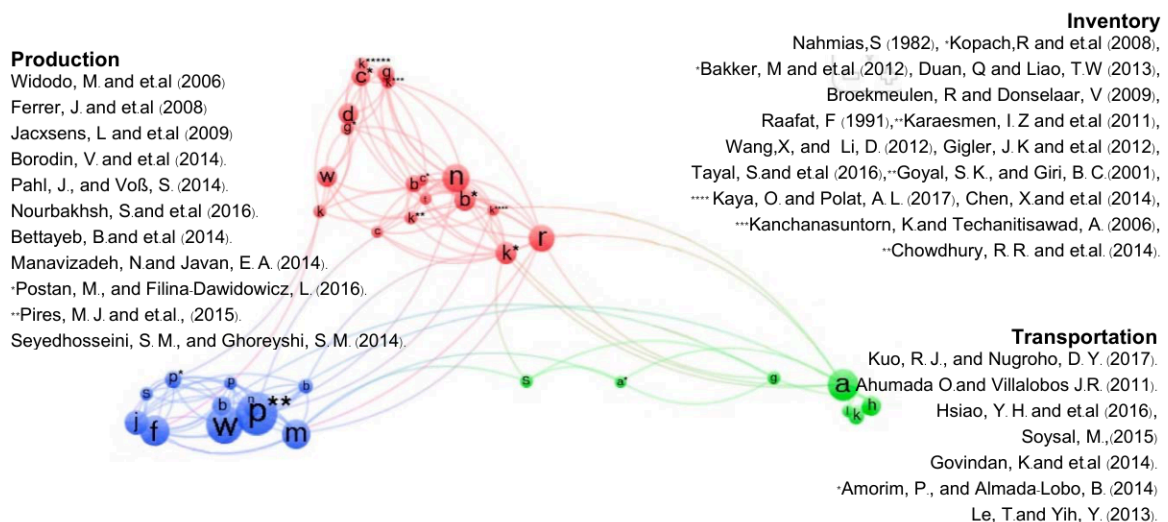 Production
Widodo, M. and et.al (2006)
Ferrer, J. and et.al (2008)
Jacxsens, L and et.al (2009)
Borodin, V. and et.al (2014).
Pahl, J., and Voß, S. (2014).
Nourbakhsh, S.and et.al (2016).
Bettayeb, B.and et.al (2014).
Manavizadeh, N.and Javan, E. A. (2014).
*Postan, M., and Filina-Dawidowicz, L. (2016).
**Pires, M. J. and et.al., (2015).
Seyedhosseini, S. M., and Ghoreyshi, S. M. (2014).
Inventory
Nahmias,S (1982), *Kopach,R and et.al (2008),
*Bakker, M and et.al (2012), Duan, Q and Liao, T.W (2013),
Broekmeulen, R and Donselaar, V (2009),
Raafat, F (1991),**Karaesmen, I. Z and et.al (2011),
Wang,X, and Li, D. (2012), Gigler, J. K and et.al (2012),
Tayal, S.and et.al (2016),**Goyal, S. K., and Giri, B. C.(2001),
****Kaya, O. and Polat, A. L. (2017), Chen, X.and et.al (2014),
***Kanchanasuntorn, K.and Techanitisawad, A. (2006),
**Chowdhury, R. R. and et.al. (2014).
Transportation
Kuo, R. J., and Nugroho, D. Y. (2017).
Ahumada O.and Villalobos J.R. (2011).
Hsiao, Y. H. and et.al (2016),
Soysal, M.,(2015)
Govindan, K.and et.al (2014).
*Amorim, P., and Almada-Lobo, B. (2014)
Le, T.and Yih, Y. (2013).
k*****
c*
q
k***
d
g*
w
k
b
c*
n
b*
k**
k****
c
r
k*
p*
s
p
b
j
f
b
n
w
p**
m
s
a*
g
a
h
k